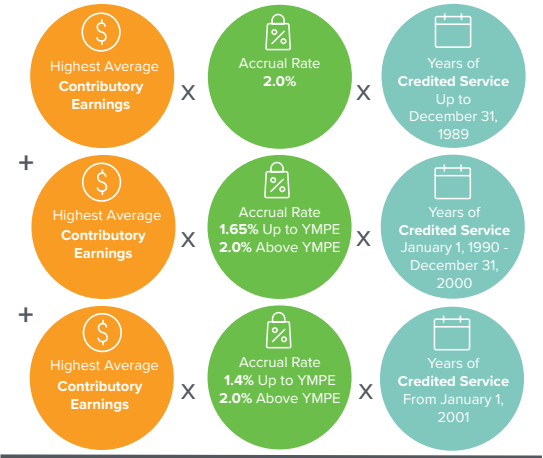 $
Highest Average
Contributory
Earnings
x
%
Accrual Rate
2.0%
x
Years of
Credited Service
Up to
December 31,
1989
+
$
Highest Average
Contributory
Earnings
x
%
Accrual Rate
1.65% Up to YMPE
2.0% Above YMPE
x
Years of
Credited Service
January 1, 1990 -
December 31,
2000
+
$
Highest Average
Contributory
Earnings
x
%
Accrual Rate
1.4% Up to YMPE
2.0% Above YMPE
x
Years of
Credited Service
From January 1,
2001